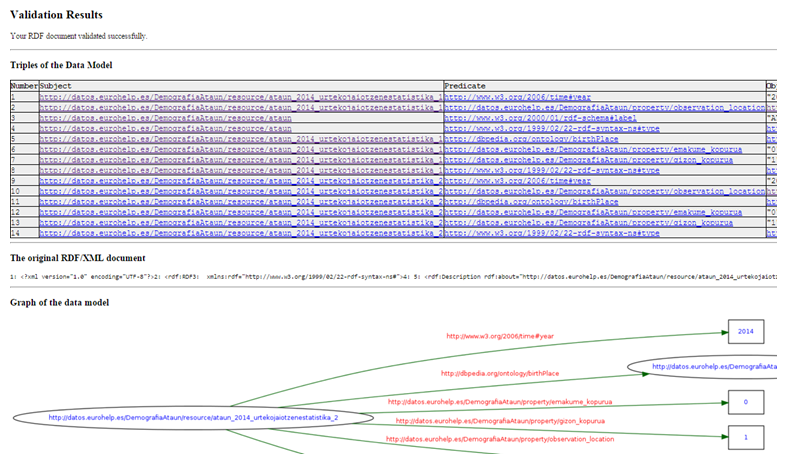 Validation Results
Your RDF document validated successfully.
Triples of the Data Model
Number Subject Predicate
1 http://datos.eurohelp.es/DemografiaAtaun/resource/ataun_2014_urtekojaiotzenestatistika_1 http://www.w3.org/2006/time#year "2
2 http://datos.eurohelp.es/DemografiaAtaun/resource/ataun_2014_urtekojaiotzenestatistika_1 http://datos.eurohelp.es/DemografiaAtaun/property/observation_location ht
3 http://datos.eurohelp.es/DemografiaAtaun/resource/ataun http://www.w3.org/2000/01/rdf-schema#label "A
4 http://datos.eurohelp.es/DemografiaAtaun/resource/ataun http://www.w3.org/1999/02/22-rdf-syntax-ns#type ht
5 http://datos.eurohelp.es/DemografiaAtaun/resource/ataun_2014_urtekojaiotzenestatistika_1 http://dbpedia.org/ontology/birthPlace ht
6 http://datos.eurohelp.es/DemografiaAtaun/resource/ataun_2014_urtekojaiotzenestatistika_1 http://datos.eurohelp.es/DemografiaAtaun/property/emakume_kopurua "0
7 http://datos.eurohelp.es/DemografiaAtaun/resource/ataun_2014_urtekojaiotzenestatistika_1 http://datos.eurohelp.es/DemografiaAtaun/property/gizon_kopurua "1
8 http://datos.eurohelp.es/DemografiaAtaun/resource/ataun_2014_urtekojaiotzenestatistika_1 http://www.w3.org/1999/02/22-rdf-syntax-ns#type ht
9 http://datos.eurohelp.es/DemografiaAtaun/resource/ataun_2014_urtekojaiotzenestatistika_2 http://www.w3.org/2006/time#year "2
10 http://datos.eurohelp.es/DemografiaAtaun/resource/ataun_2014_urtekojaiotzenestatistika_2 http://datos.eurohelp.es/DemografiaAtaun/property/observation_location ht
11 http://datos.eurohelp.es/DemografiaAtaun/resource/ataun_2014_urtekojaiotzenestatistika_2 http://dbpedia.org/ontology/birthPlace ht
12 http://datos.eurohelp.es/DemografiaAtaun/resource/ataun_2014_urtekojaiotzenestatistika_2 http://datos.eurohelp.es/DemografiaAtaun/property/emakume_kopurua "0
13 http://datos.eurohelp.es/DemografiaAtaun/resource/ataun_2014_urtekojaiotzenestatistika_2 http://datos.eurohelp.es/DemografiaAtaun/property/gizon_kopurua "1
14 http://datos.eurohelp.es/DemografiaAtaun/resource/ataun_2014_urtekojaiotzenestatistika_2 http://www.w3.org/1999/02/22-rdf-syntax-ns#type ht
The original RDF/XML document
1: <?xml version="1.0" encoding="UTF-8"?>2: <rdf:RDF3: xmlns:rdf="http://www.w3.org/1999/02/22-rdf-syntax-ns#">4: 5: <rdf:Description rdf:about="http://datos.eurohelp.es/DemografiaAtaun/resource/ataun_2014_urtekojaiotz
Graph of the data model
http://www.w3.org/2006/time#year
2014
http://dbpedia.org/ontology/birthPlace
http://datos.eurohelp.es/DemografiaAta
http://datos.eurohelp.es/DemografiaAtaun/property/emakume_kopurua
0
http://datos.eurohelp.es/DemografiaAtaun/resource/ataun_2014_urtekojaiotzenestatistika_2
http://datos.eurohelp.es/DemografiaAtaun/property/gizon_kopurua
1
http://datos.eurohelp.es/DemografiaAtaun/property/observation_location